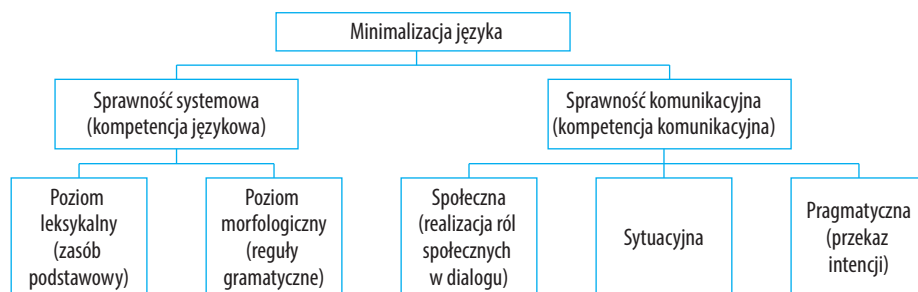 Minimalizacja języka
Sprawność systemowa
(kompetencja językowa)
Sprawność komunikacyjna
(kompetencja komunikacyjna)
Poziom
leksykalny
(zasób
podstawowy)
Poziom
morfologiczny
(reguły
gramatyczne)
Społeczna
(realizacja ról
społecznych
w dialogu)
Sytuacyjna
Pragmatyczna
(przekaz
intencji)